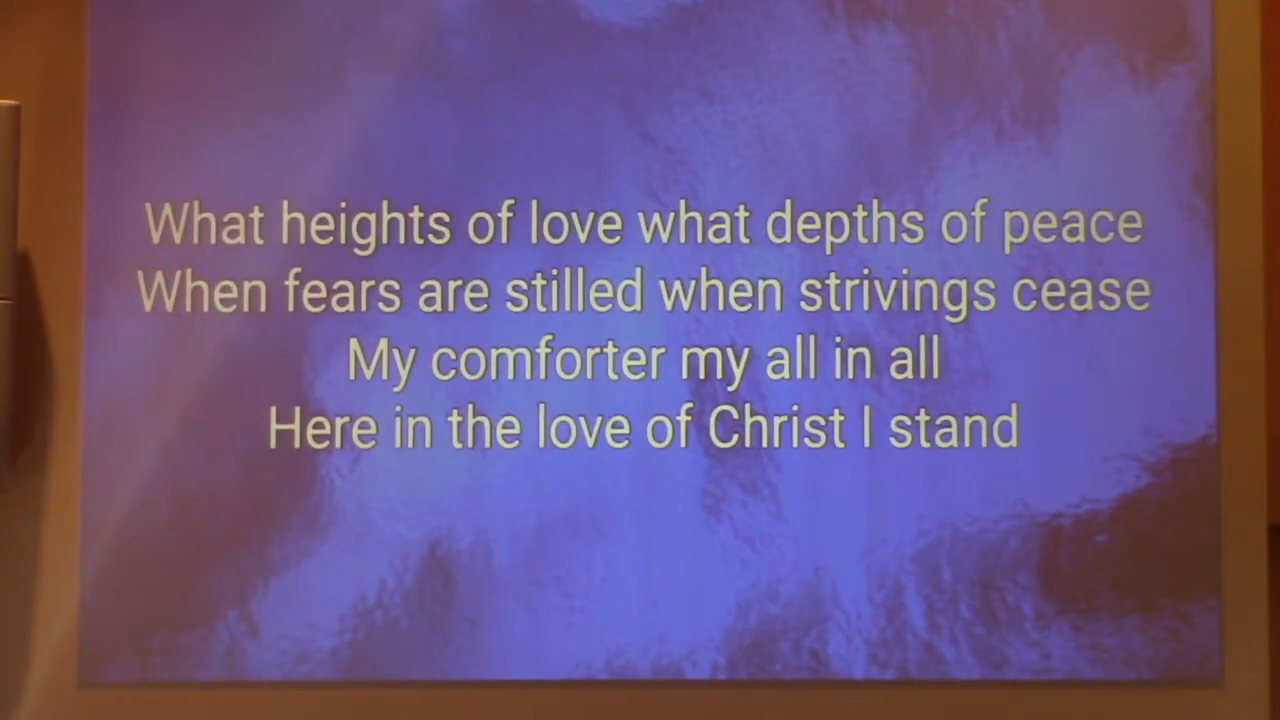 What heights of love what depths of peace
When fears are stilled when strivings cease
My comforter my all in all
Here in the love of Christ I stand